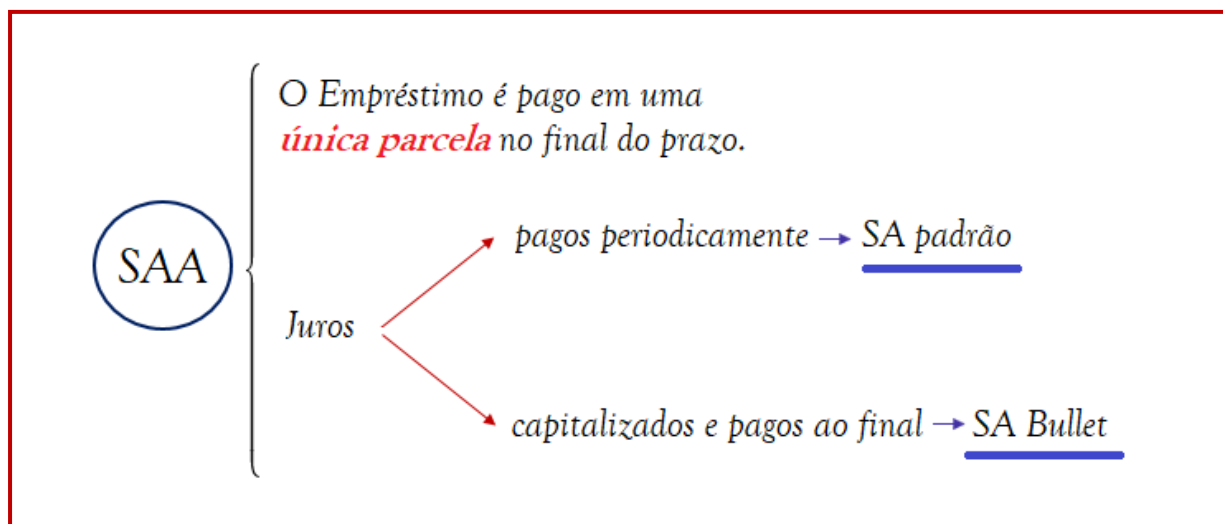 O Empréstimo é pago em uma
única parcela no final do prazo.
SAA
pagos periodicamente → SA padrão
Juros
capitalizados e pagos ao final → SA Bullet